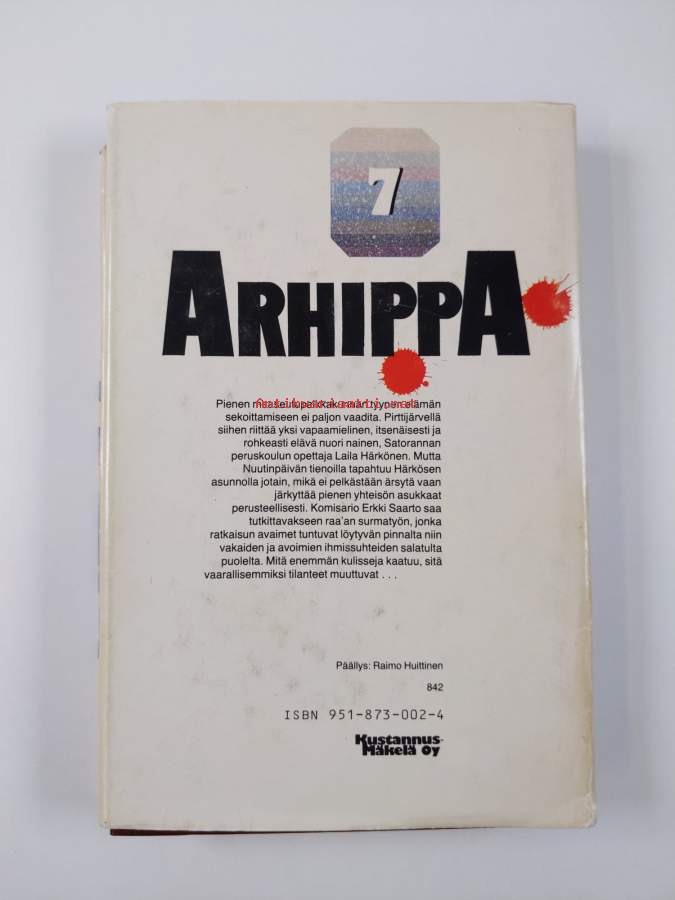 7
ARHIPPA
Pienen maaseutupaikkakunnan tyynen elämän
sekoittamiseen ei paljon vaadita. Pirttijärvellä
siihen riittää yksi vapaamielinen, itsenäisesti ja
rohkeasti elävä nuori nainen, Satorannan
peruskoulun opettaja Laila Härkönen. Mutta
Nuutinpäivän tienoilla tapahtuu Härkösen
asunnolla jotain, mikä ei pelkästään ärsytä vaan
järkyttää pienen yhteisön asukkaat
perusteellisesti. Komisario Erkki Saarto saa
tutkittavakseen raa'an surmatyön, jonka
ratkaisun avaimet tuntuvat löytyvän pinnalta niin
vakaiden ja avoimien ihmissuhteiden salatulta
puolelta. Mitä enemmän kulisseja kaatuu, sitä
vaarallisemmiksi tilanteet muuttuvat . . .
Päällys: Raimo Huittinen
842
ISBN 951-873-002-4
Kustannus-
Mäkelä Oy